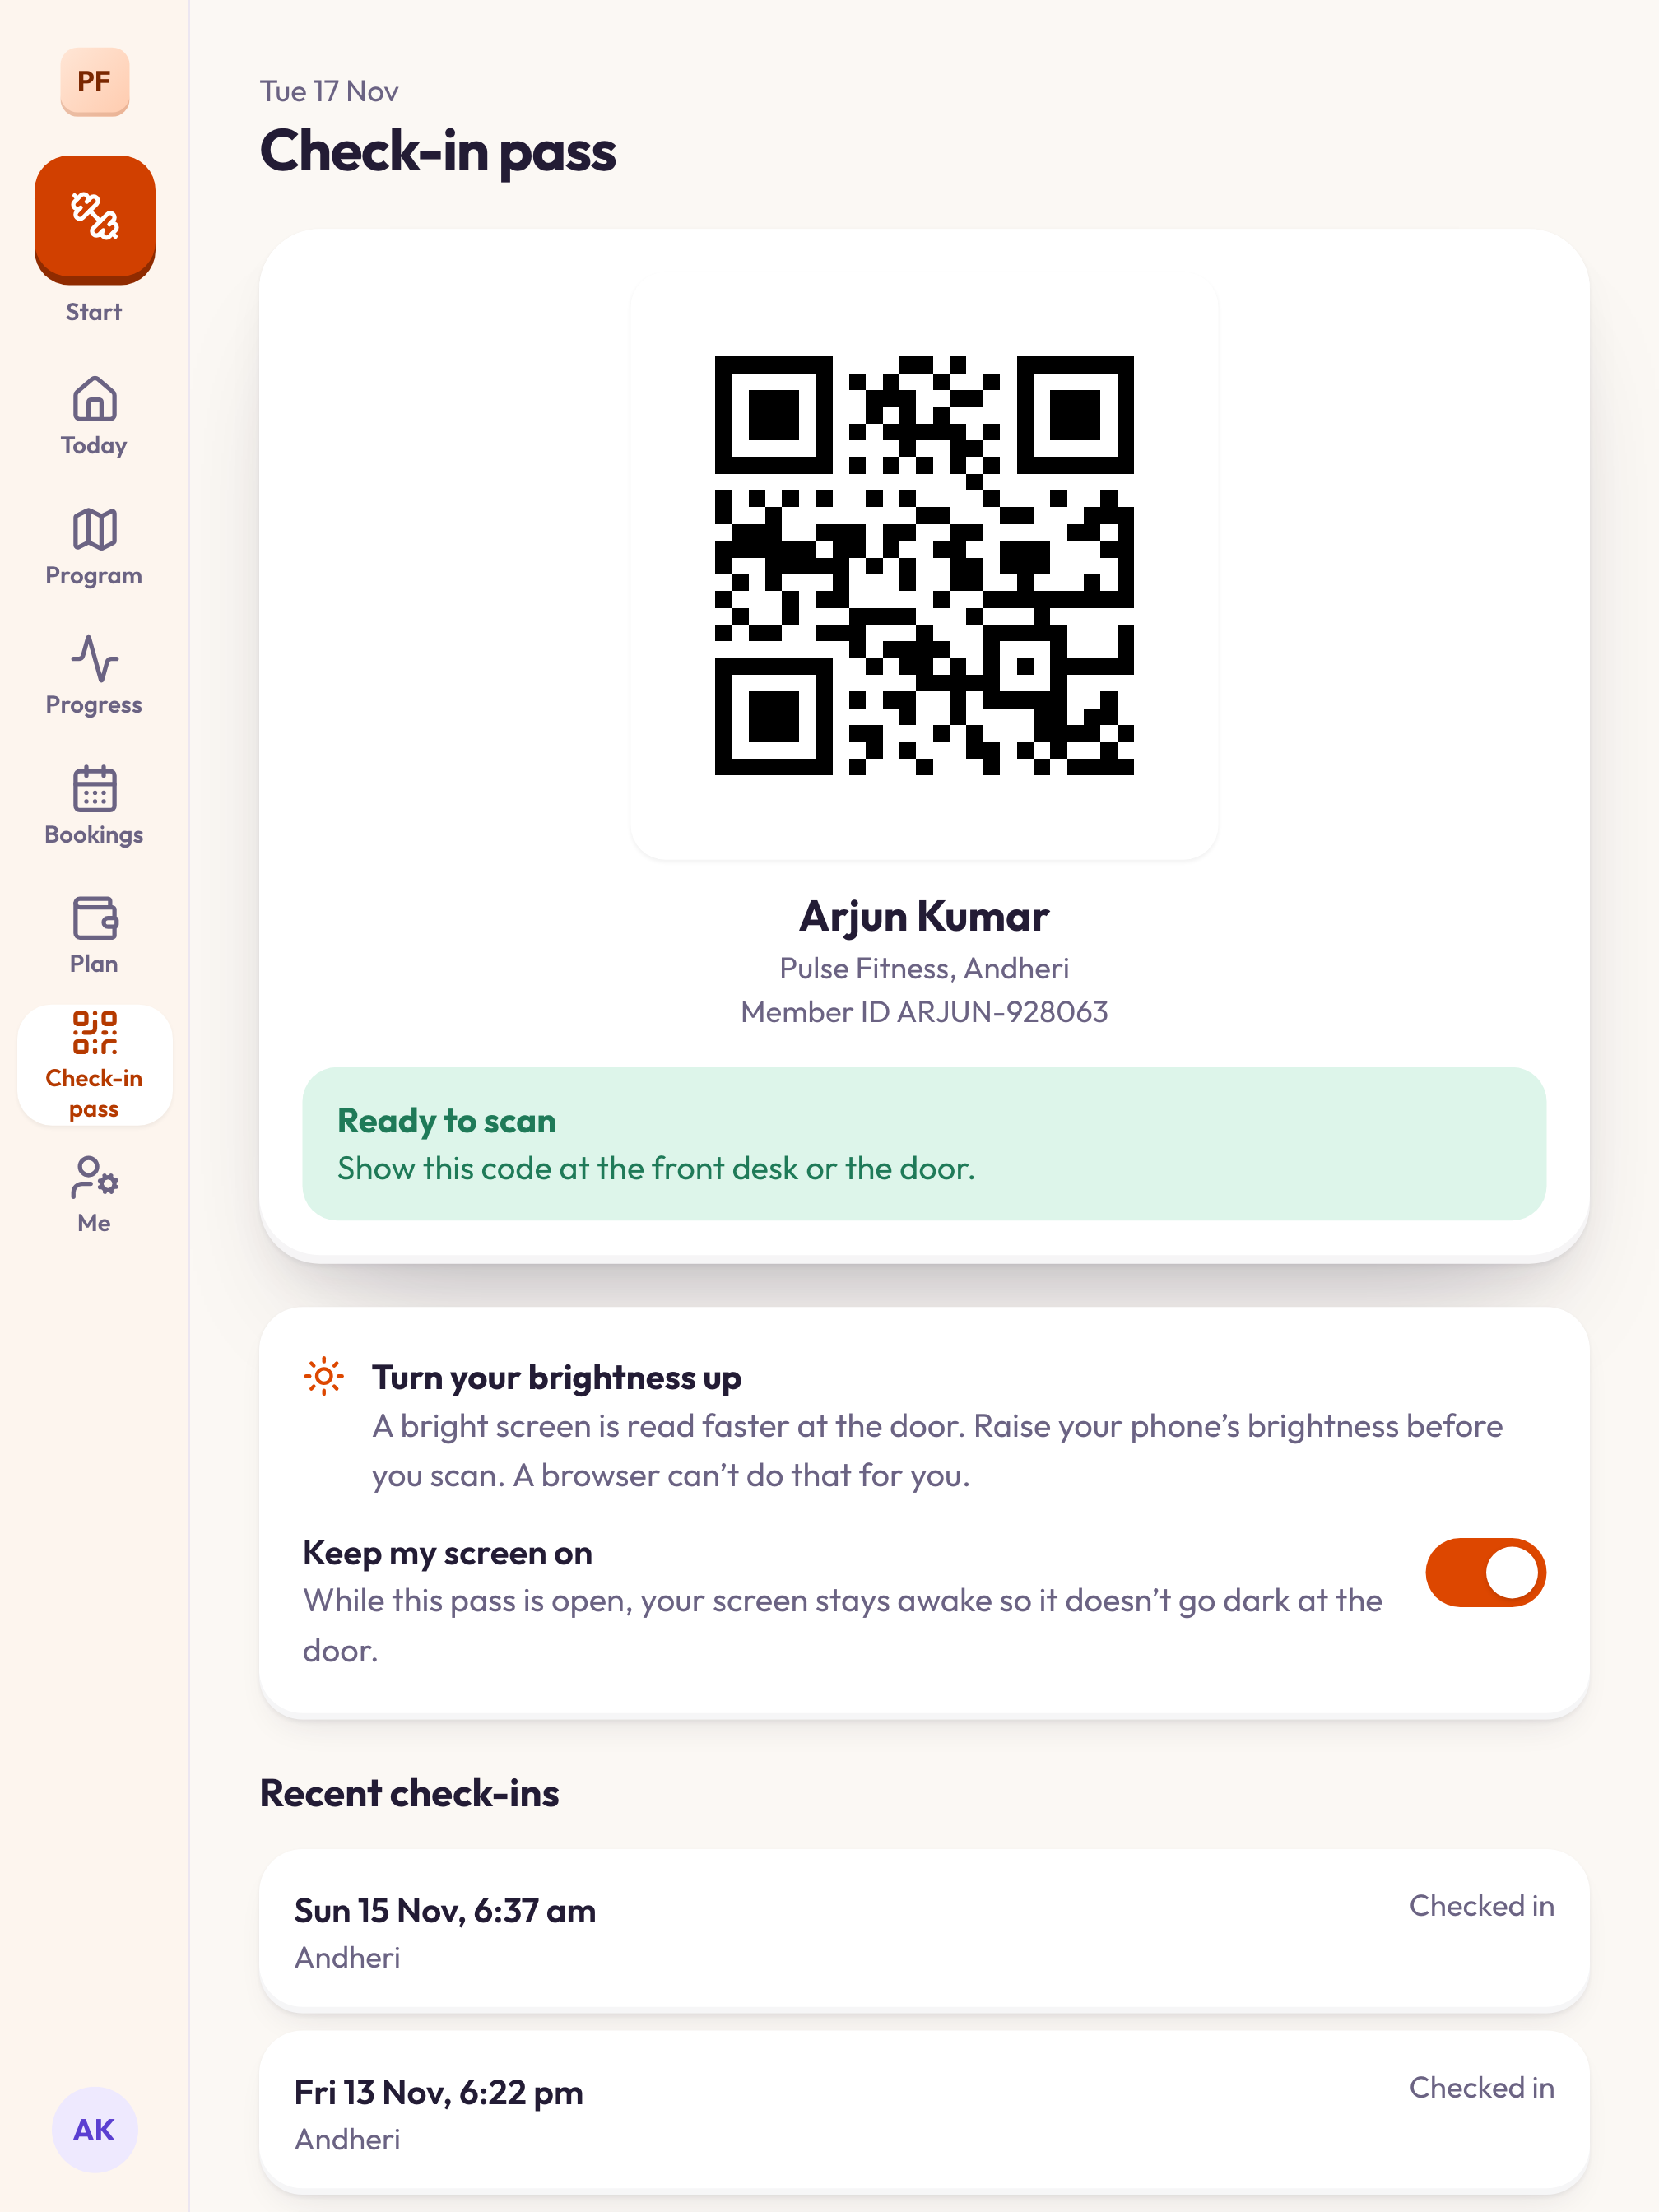 PF
Start
Today
Program
Progress
Bookings
Plan
Check-in
pass
Me
AK
Tue 17 Nov
Check-in pass
Arjun Kumar
Pulse Fitness, Andheri
Member ID ARJUN-928063
Ready to scan
Show this code at the front desk or the door.
Turn your brightness up
A bright screen is read faster at the door. Raise your phone’s brightness before
you scan. A browser can’t do that for you.
Keep my screen on
While this pass is open, your screen stays awake so it doesn’t go dark at the
door.
Recent check-ins
Sun 15 Nov, 6:37 am
Checked in
Andheri
Fri 13 Nov, 6:22 pm
Checked in
Andheri